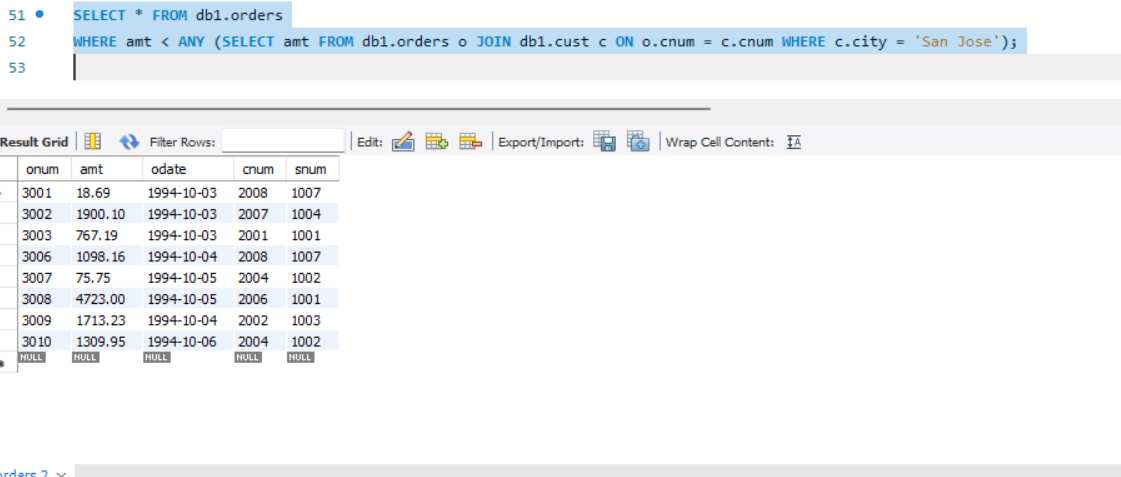 51 SELECT * FROM db1.orders
52 WHERE amt < ANY (SELECT amt FROM db1.orders o JOIN db1.cust c ON o.cnum = c.cnum WHERE c.city = 'San Jose');
53
Result Grid Filter Rows: Edit: Export/Import: Wrap Cell Content:
onum amt odate cnum snum
3001 18.69 1994-10-03 2008 1007
3002 1900.10 1994-10-03 2007 1004
3003 767.19 1994-10-03 2001 1001
3006 1098.16 1994-10-04 2008 1007
3007 75.75 1994-10-05 2004 1002
3008 4723.00 1994-10-05 2006 1001
3009 1713.23 1994-10-04 2002 1003
3010 1309.95 1994-10-06 2004 1002
NULL NULL NULL NULL NULL
orders 2